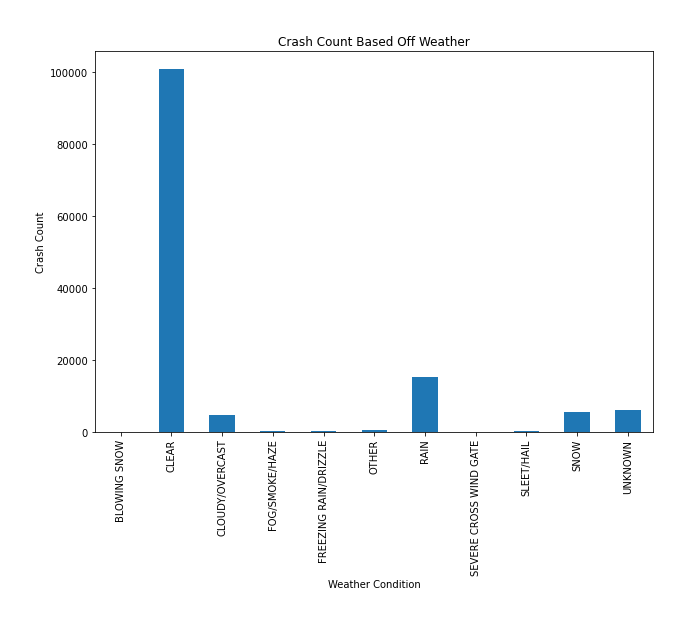 Crash Count Based Off Weather
100000
80000
60000
40000
20000
0
Crash Count
BLOWING SNOW
CLEAR
CLOUDY/OVERCAST
FOG/SMOKE/HAZE
FREEZING RAIN/DRIZZLE
OTHER
RAIN
SEVERE CROSS WIND GATE
SLEET/HAIL
SNOW
UNKNOWN
Weather Condition